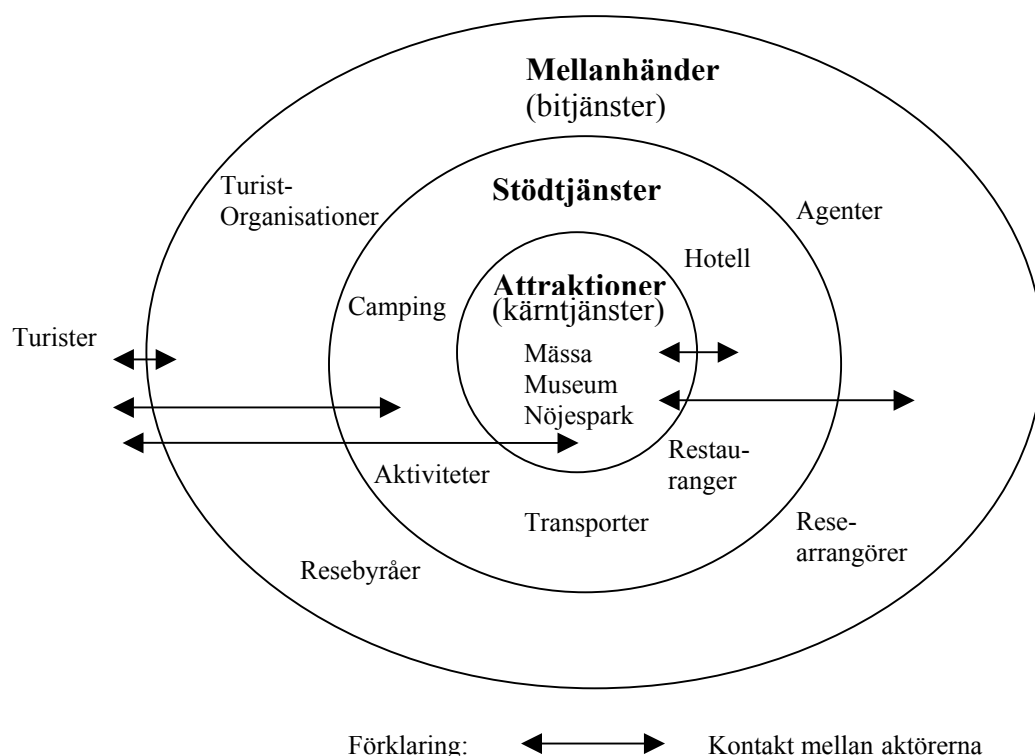 Mellanhänder
(bitjänster)
Turist-
Organisationer
Stödtjänster
Agenter
Hotell
Attraktioner
(kärntjänster)
Camping
Turister
Mässa
Museum
Nöjespark
Restau-
ranger
Aktiviteter
Transporter
Rese-
arrangörer
Resebyråer
Förklaring:
Kontakt mellan aktörerna